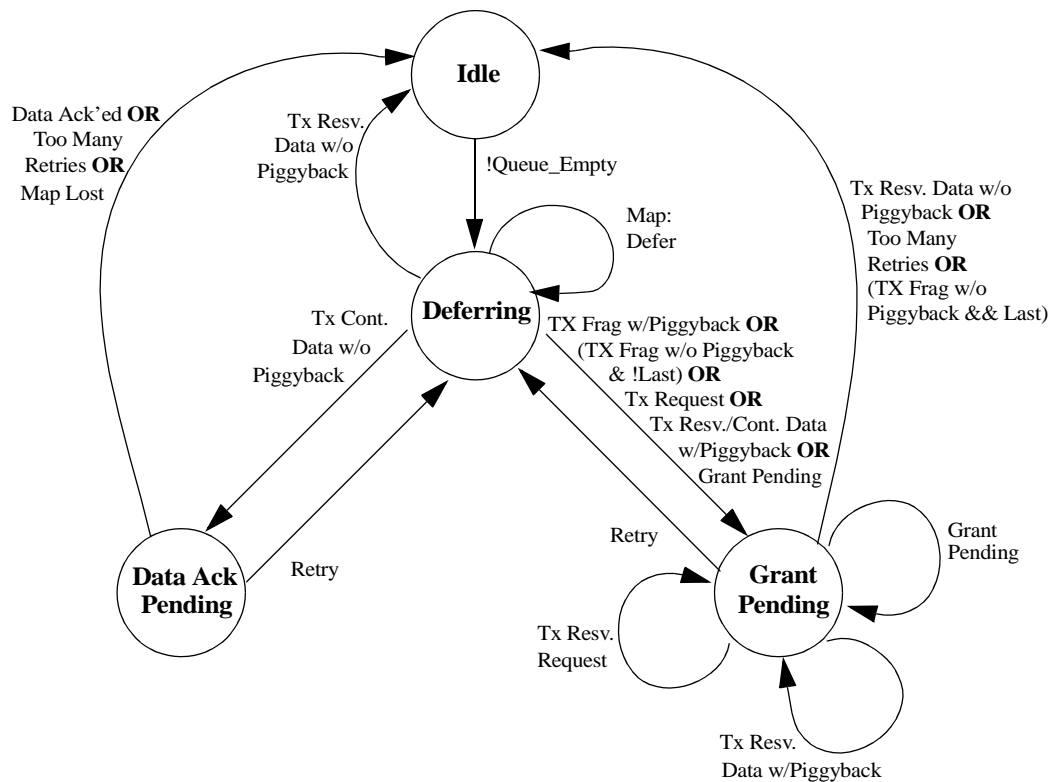 Idle
Data Ack'ed OR
Too Many
Retries OR
Map Lost
Tx Resv.
Data w/o
Piggyback
!Queue_Empty
Map:
Defer
Tx Resv. Data w/o
Piggyback OR
Too Many
Retries OR
(TX Frag w/o
Piggyback && Last)
Deferring
Tx Cont.
Data w/o
Piggyback
TX Frag w/Piggyback OR
(TX Frag w/o Piggyback
& !Last) OR
Tx Request OR
Tx Resv./Cont. Data
w/Piggyback OR
Grant Pending
Data Ack
Pending
Retry
Retry
Grant
Pending
Grant
Pending
Tx Resv.
Request
Tx Resv.
Data w/Piggyback